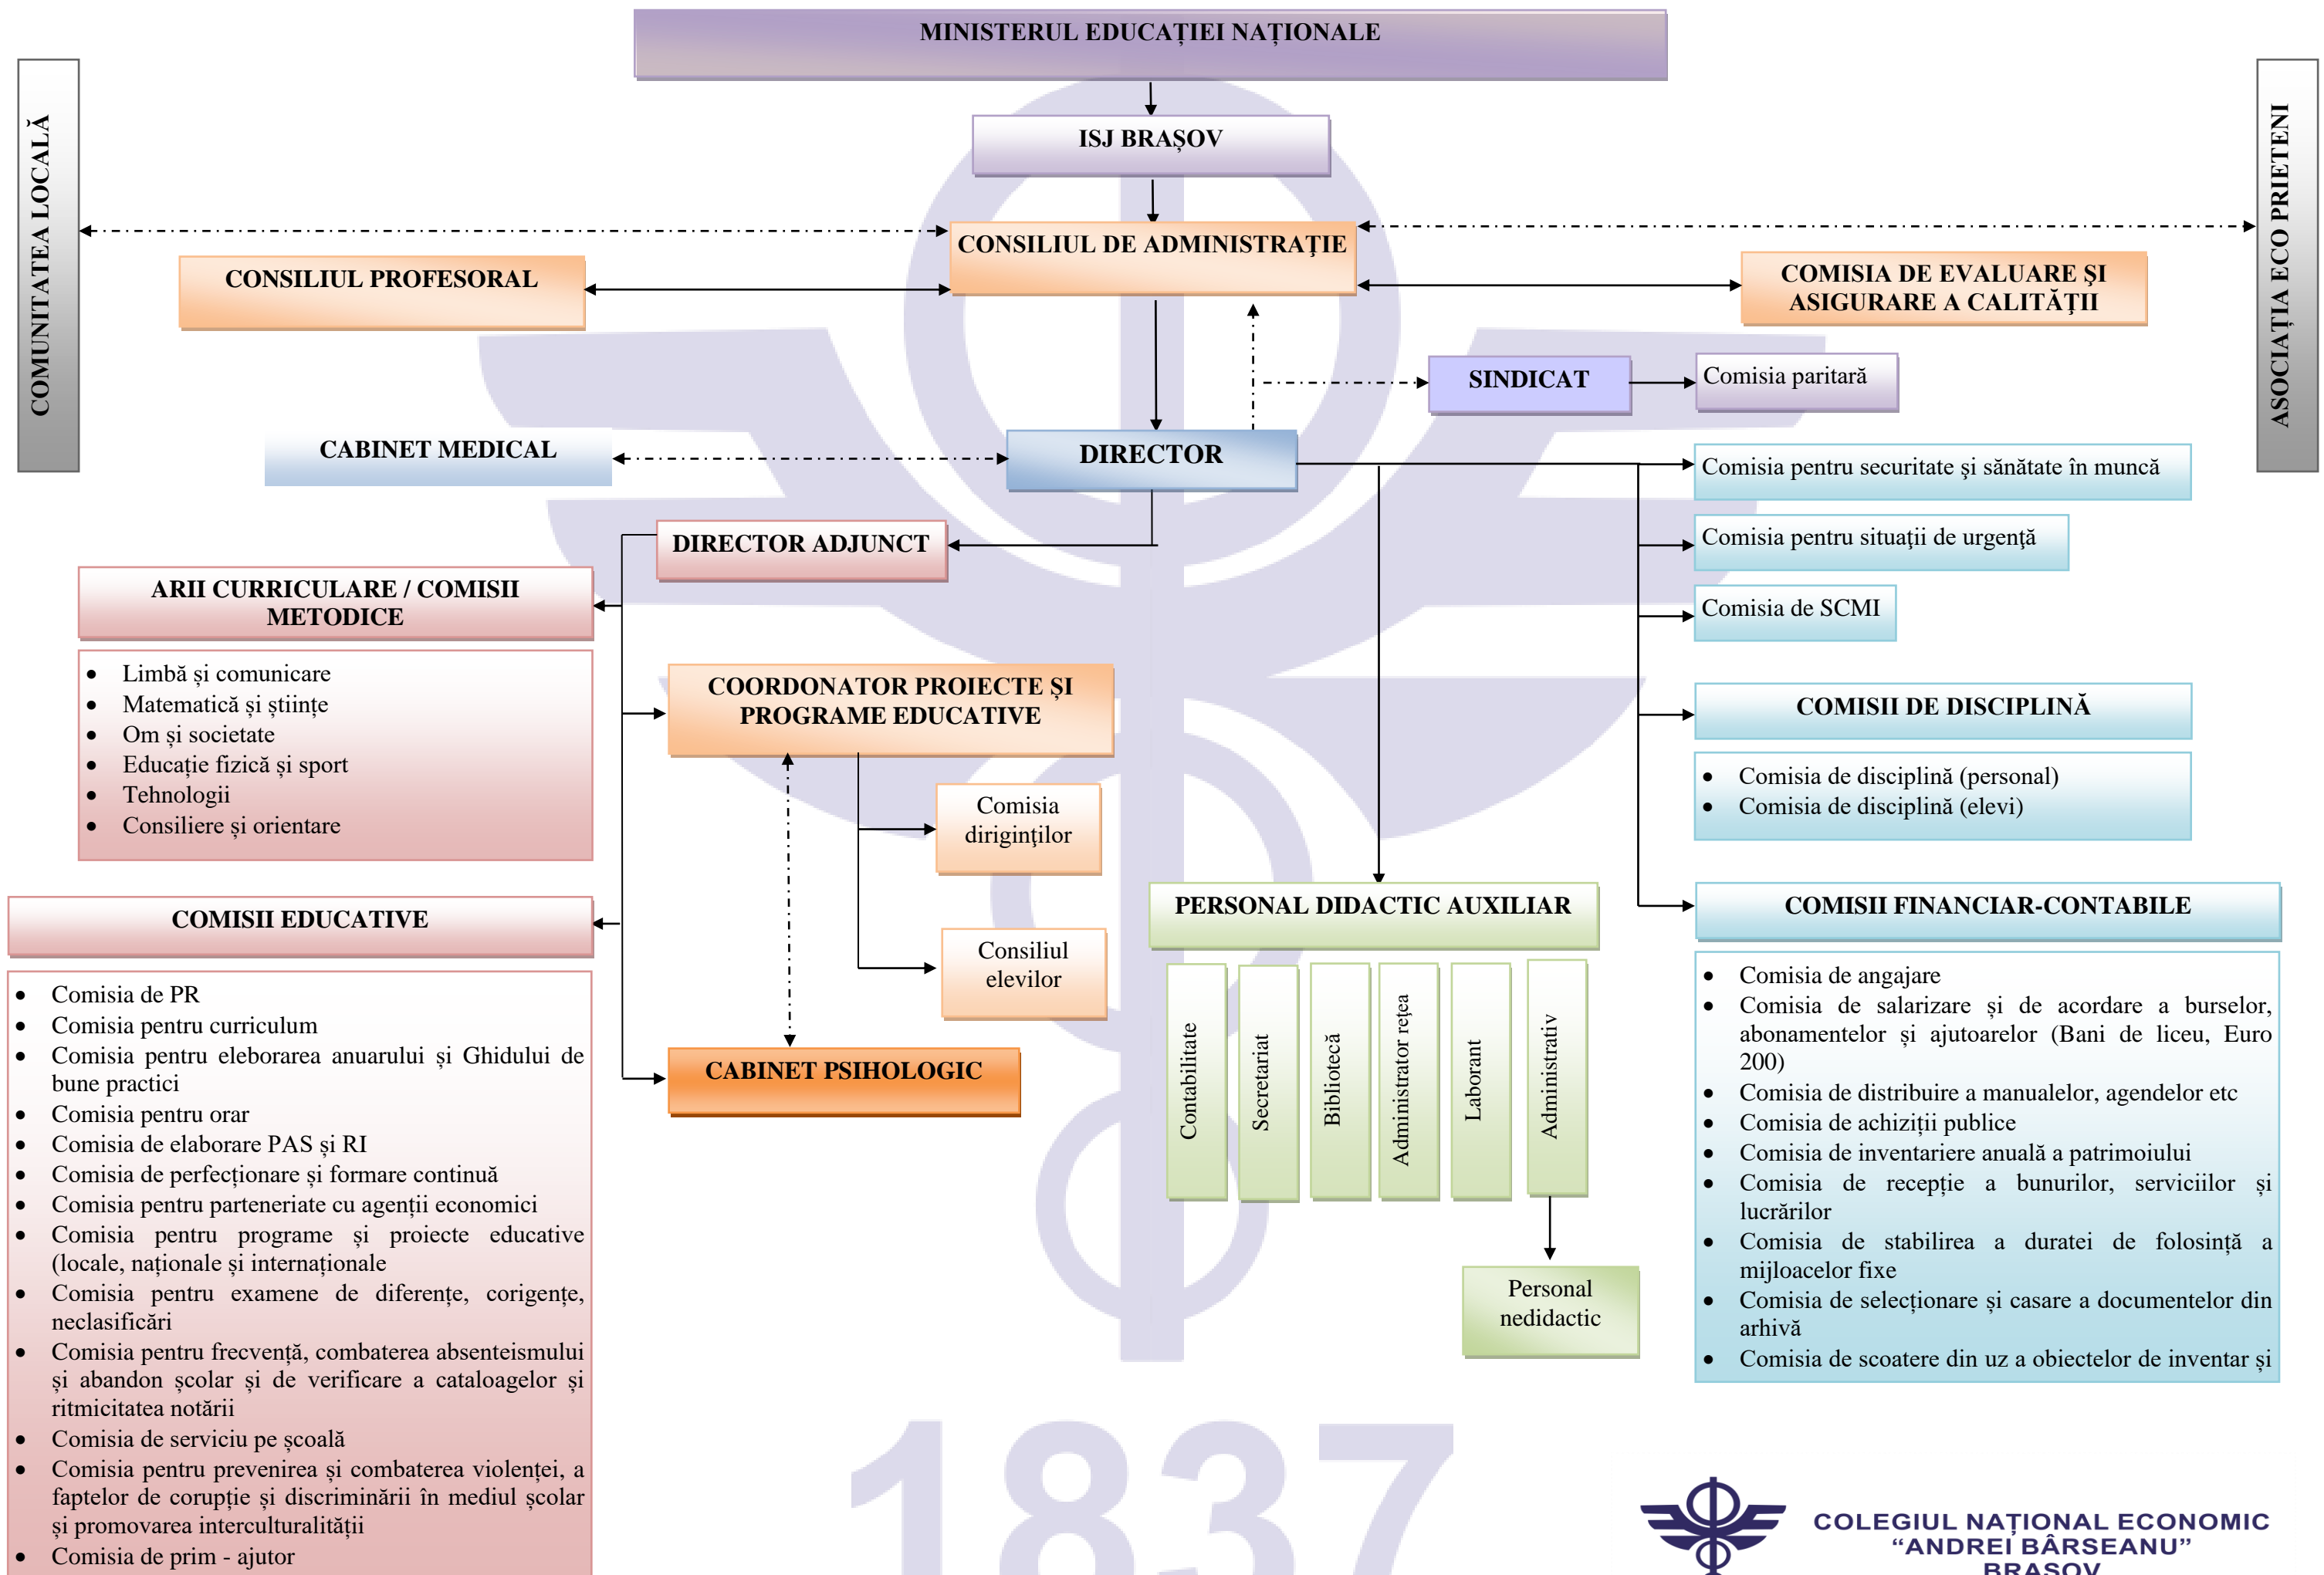 MINISTERUL EDUCAȚIEI NAȚIONALE
COMUNITATEA LOCALĂ
ASOCIAȚIA ECO PRIETENI
ISJ BRAȘOV
CONSILIUL DE ADMINISTRAŢIE
CONSILIUL PROFESORAL
COMISIA DE EVALUARE ŞI
ASIGURARE A CALITĂŢII
SINDICAT
Comisia paritară
CABINET MEDICAL
DIRECTOR
Comisia pentru securitate şi sănătate în muncă
DIRECTOR ADJUNCT
Comisia pentru situaţii de urgenţă
ARII CURRICULARE / COMISII
METODICE
Comisia de SCMI
• Limbă și comunicare
• Matematică și științe
• Om și societate
• Educație fizică și sport
• Tehnologii
• Consiliere și orientare
COORDONATOR PROIECTE ȘI
PROGRAME EDUCATIVE
COMISII DE DISCIPLINĂ
• Comisia de disciplină (personal)
• Comisia de disciplină (elevi)
Comisia
diriginţilor
COMISII EDUCATIVE
PERSONAL DIDACTIC AUXILIAR
COMISII FINANCIAR-CONTABILE
Consiliul
elevilor
CABINET PSIHOLOGIC
• Comisia de PR
• Comisia pentru curriculum
• Comisia pentru eleborarea anuarului și Ghidului de
bune practici
• Comisia pentru orar
• Comisia de elaborare PAS și RI
• Comisia de perfecționare și formare continuă
• Comisia pentru parteneriate cu agenții economici
• Comisia pentru programe și proiecte educative
(locale, naționale și internaționale
• Comisia pentru examene de diferențe, corigențe,
neclasificări
• Comisia pentru frecvență, combaterea absenteismului
și abandon școlar și de verificare a cataloagelor și
ritmicitatea notării
• Comisia de serviciu pe școală
• Comisia pentru prevenirea și combaterea violenței, a
faptelor de corupție și discriminării în mediul școlar
și promovarea interculturalității
• Comisia de prim - ajutor
Contabilitate
Secretariat
Bibliotecă
Administrator rețea
Laborant
Administrativ
Personal
nedidactic
• Comisia de angajare
• Comisia de salarizare și de acordare a burselor,
abonamentelor și ajutoarelor (Bani de liceu, Euro
200)
• Comisia de distribuire a manualelor, agendelor etc
• Comisia de achiziții publice
• Comisia de inventariere anuală a patrimoiului
• Comisia de recepție a bunurilor, serviciilor și
lucrărilor
• Comisia de stabilirea a duratei de folosință a
mijloacelor fixe
• Comisia de selecționare și casare a documentelor din
arhivă
• Comisia de scoatere din uz a obiectelor de inventar și
1837
COLEGIUL NAȚIONAL ECONOMIC
“ANDREI BÂRSEANU”
BRAȘOV